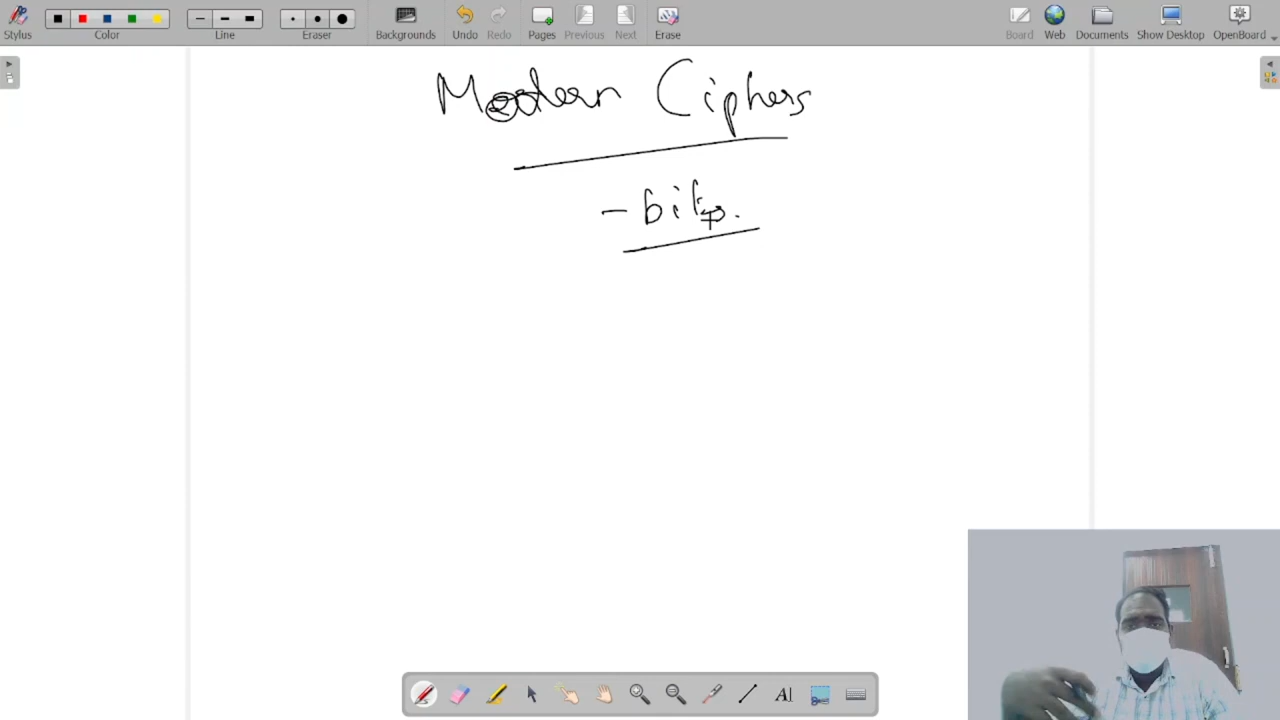 Stylus
Color
Line
Eraser
Backgrounds
Undo
Redo
Pages
Previous
Next
Erase
Board
Web
Documents
Show Desktop
OpenBoard
Modern Ciphers
- bits.